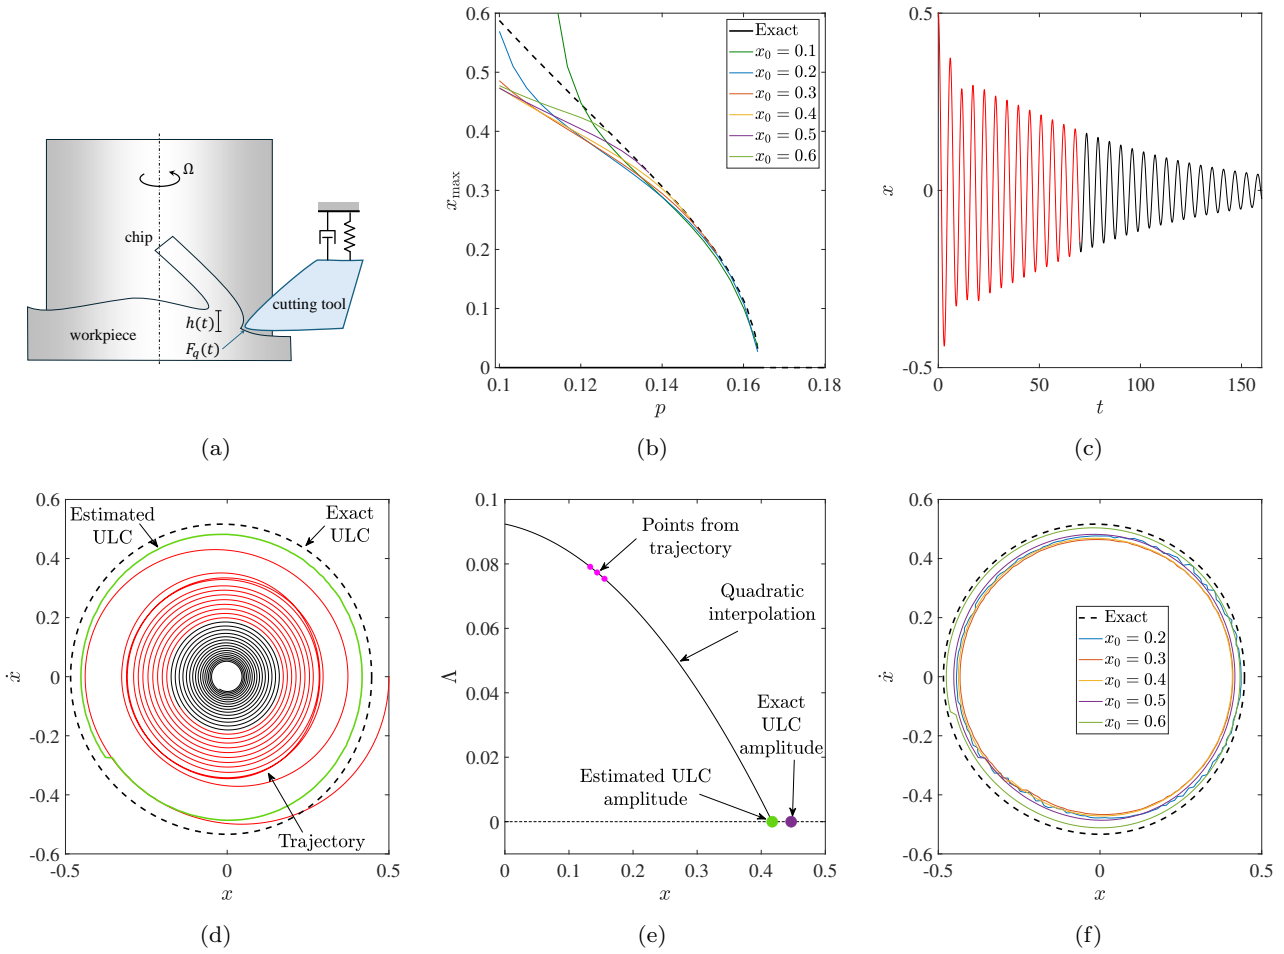 Ω
chip
h(t)
cutting tool
workpiece
F_q(t)
(a)
0.6
0.5
0.4
0.3
0.2
0.1
0
x_max
0.1
0.12
0.14
0.16
0.18
p
Exact
x_0 = 0.1
x_0 = 0.2
x_0 = 0.3
x_0 = 0.4
x_0 = 0.5
x_0 = 0.6
(b)
0.5
0
-0.5
x
0
50
100
150
t
(c)
0.6
0.4
0.2
0
-0.2
-0.4
-0.6
ẋ
-0.5
0
0.5
x
Estimated
ULC
Exact
ULC
Trajectory
(d)
0.1
0.08
0.06
0.04
0.02
0
Λ
0
0.1
0.2
0.3
0.4
0.5
x
Points from
trajectory
Quadratic
interpolation
Exact
ULC
amplitude
Estimated ULC
amplitude
(e)
0.6
0.4
0.2
0
-0.2
-0.4
-0.6
ẋ
-0.5
0
0.5
x
Exact
x_0 = 0.2
x_0 = 0.3
x_0 = 0.4
x_0 = 0.5
x_0 = 0.6
(f)